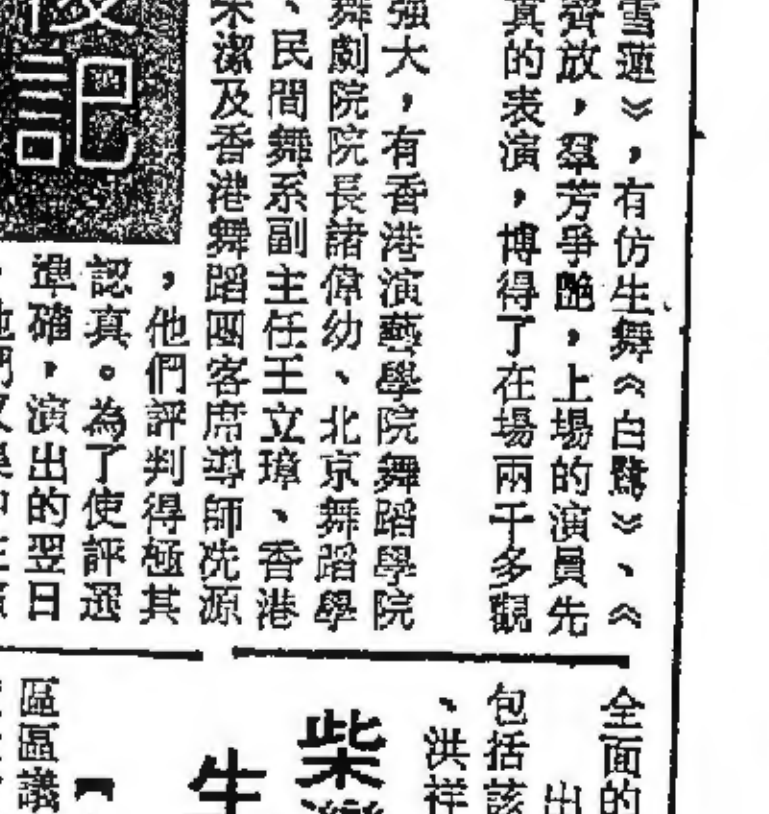 雪蓮》，有仿生舞《白鷺》、《
齊放，羣芳爭艷，上場的演員先
真的表演，博得了在場兩千多觀
強大，有香港演藝學院舞蹈學院
舞劇院院長諸偉幼、北京舞蹈學
、民間舞系副主任王立璋、香港
潔及香港舞蹈團客席導師冼源
，他們評判得極其
認真。為了使評選
準確，演出的翌日
後記
全面的
出
包括該
、洪祥
柴灣
生
區區議